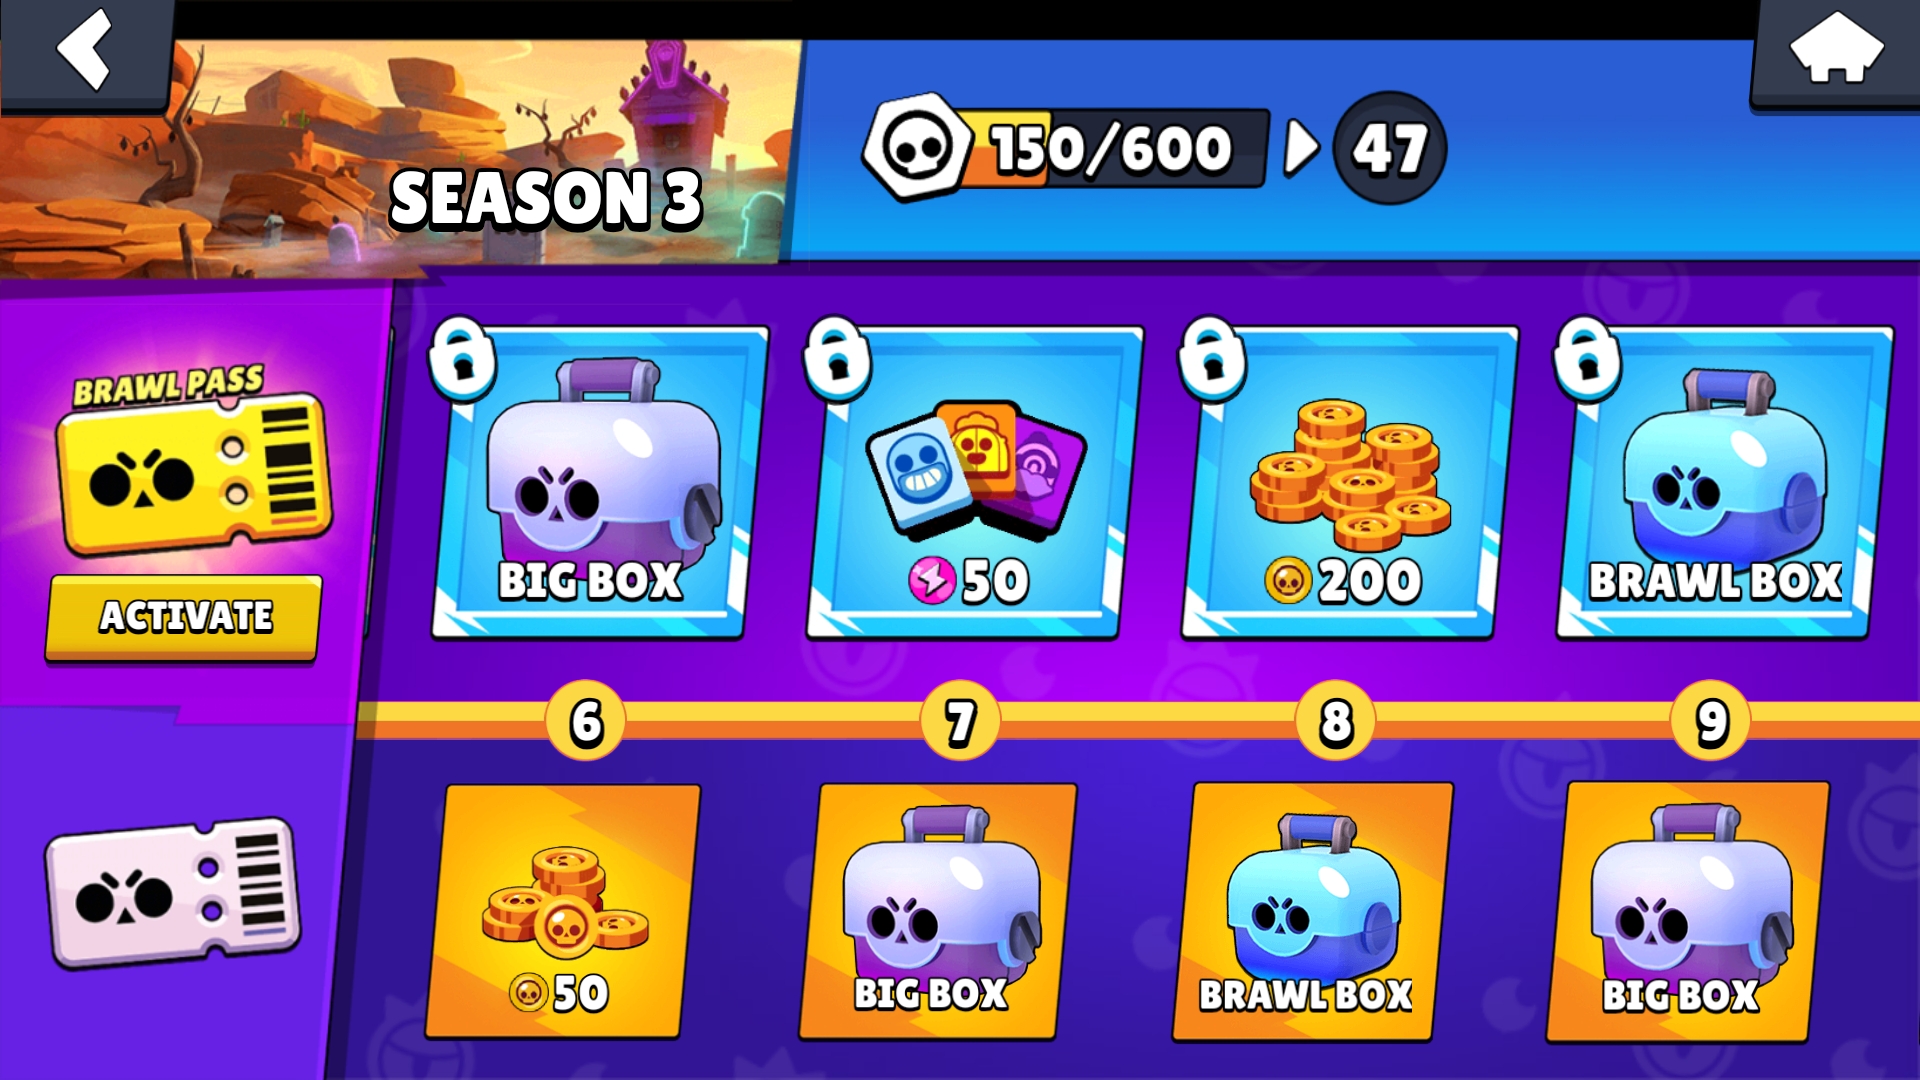 SEASON 3
150/600
47
BRAWL PASS
ACTIVATE
BIG BOX
50
200
BRAWL BOX
6
7
8
9
50
BIG BOX
BRAWL BOX
BIG BOX